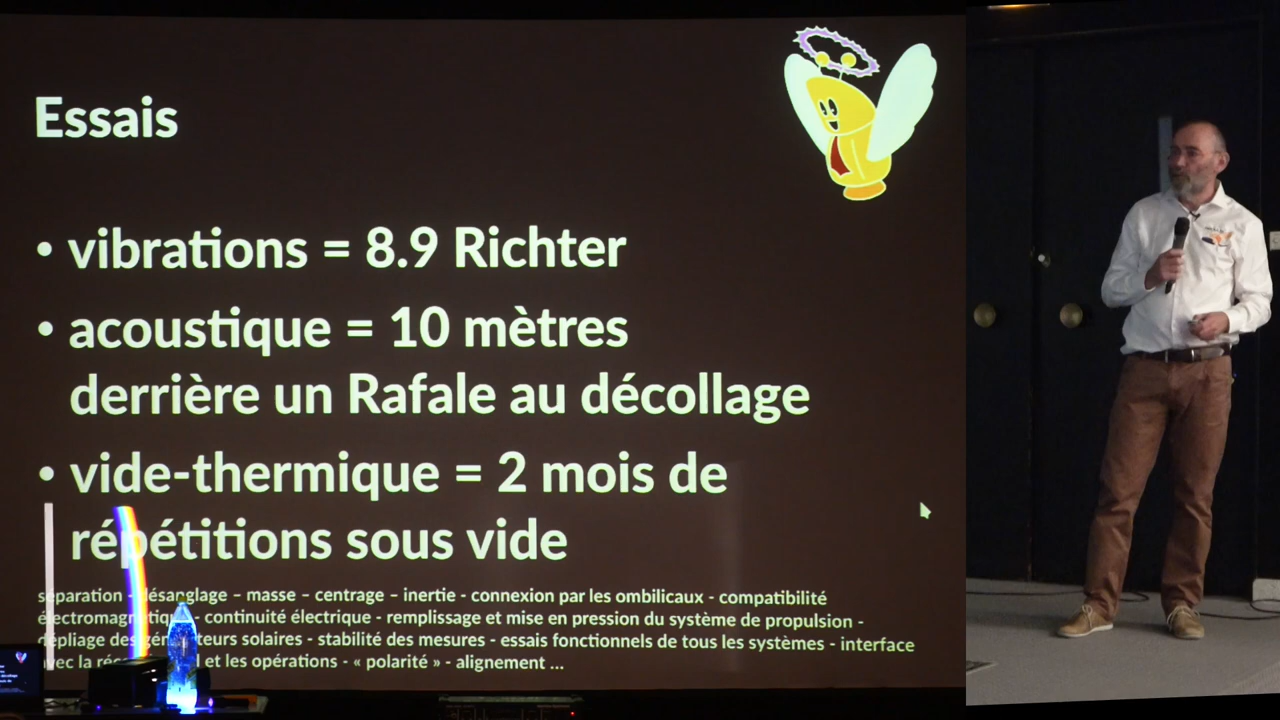 Essais
• vibrations = 8.9 Richter
• acoustique = 10 mètres
derrière un Rafale au décollage
• vide-thermique = 2 mois de
répétitions sous vide
séparation - désanglage – masse – centrage – inertie - connexion par les ombilicaux - compatibilité
électromagnétique - continuité électrique - remplissage et mise en pression du système de propulsion -
dépliage des générateurs solaires - stabilité des mesures - essais fonctionnels de tous les systèmes - interface
avec la et les opérations - « polarité » - alignement ...